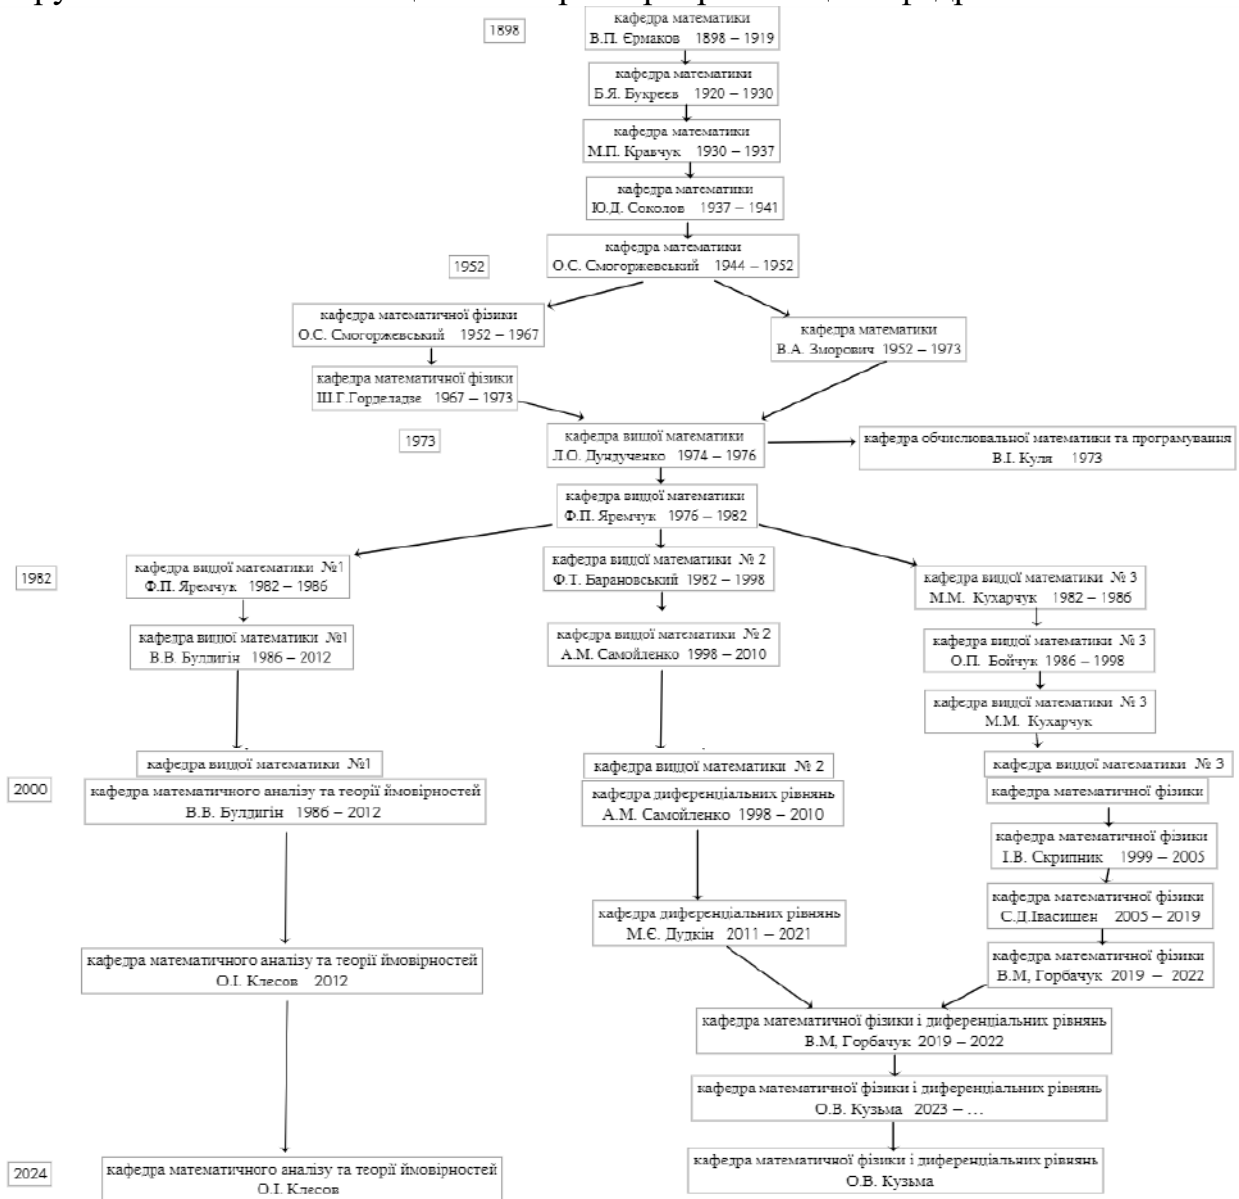 1898
кафедра математики
В.П. Єрмаков 1898 – 1919
кафедра математики
Б.Я. Букреєв 1920 – 1930
кафедра математики
М.П. Кравчук 1930 – 1937
кафедра математики
Ю.Д. Соколов 1937 – 1941
1952
кафедра математики
О.С. Смогоржевський 1944 – 1952
кафедра математичної фізики
О.С. Смогоржевський 1952 – 1967
кафедра математики
В.А. Зморович 1952 – 1973
кафедра математичної фізики
Ш.Г.Горделадзе 1967 – 1973
1973
кафедра вищої математики
Л.О. Дундученко 1974 – 1976
кафедра обчислювальної математики та програмування
В.І. Куля 1973
кафедра вищої математики
Ф.П. Яремчук 1976 – 1982
1982
кафедра вищої математики №1
Ф.П. Яремчук 1982 – 1986
кафедра вищої математики № 2
Ф.Т. Барановський 1982 – 1998
кафедра вищої математики № 3
М.М. Кухарчук 1982 – 1986
кафедра вищої математики №1
В.В. Булдигін 1986 – 2012
кафедра вищої математики № 2
А.М. Самойленко 1998 – 2010
кафедра вищої математики № 3
О.П. Бойчук 1986 – 1998
кафедра вищої математики № 3
М.М. Кухарчук
кафедра вищої математики №1
кафедра вищої математики № 2
кафедра вищої математики № 3
2000
кафедра математичного аналізу та теорії ймовірностей
В.В. Булдигін 1986 – 2012
кафедра диференціальних рівнянь
А.М. Самойленко 1998 – 2010
кафедра математичної фізики
кафедра математичної фізики
І.В. Скрипник 1999 – 2005
кафедра математичної фізики
С.Д.Івасишен 2005 – 2019
кафедра диференціальних рівнянь
М.Є. Дудкін 2011 – 2021
кафедра математичної фізики
В.М, Горбачук 2019 – 2022
кафедра математичного аналізу та теорії ймовірностей
О.І. Клесов 2012
кафедра математичної фізики і диференціальних рівнянь
В.М, Горбачук 2019 – 2022
кафедра математичної фізики і диференціальних рівнянь
О.В. Кузьма 2023 – ...
2024
кафедра математичного аналізу та теорії ймовірностей
О.І. Клесов
кафедра математичної фізики і диференціальних рівнянь
О.В. Кузьма